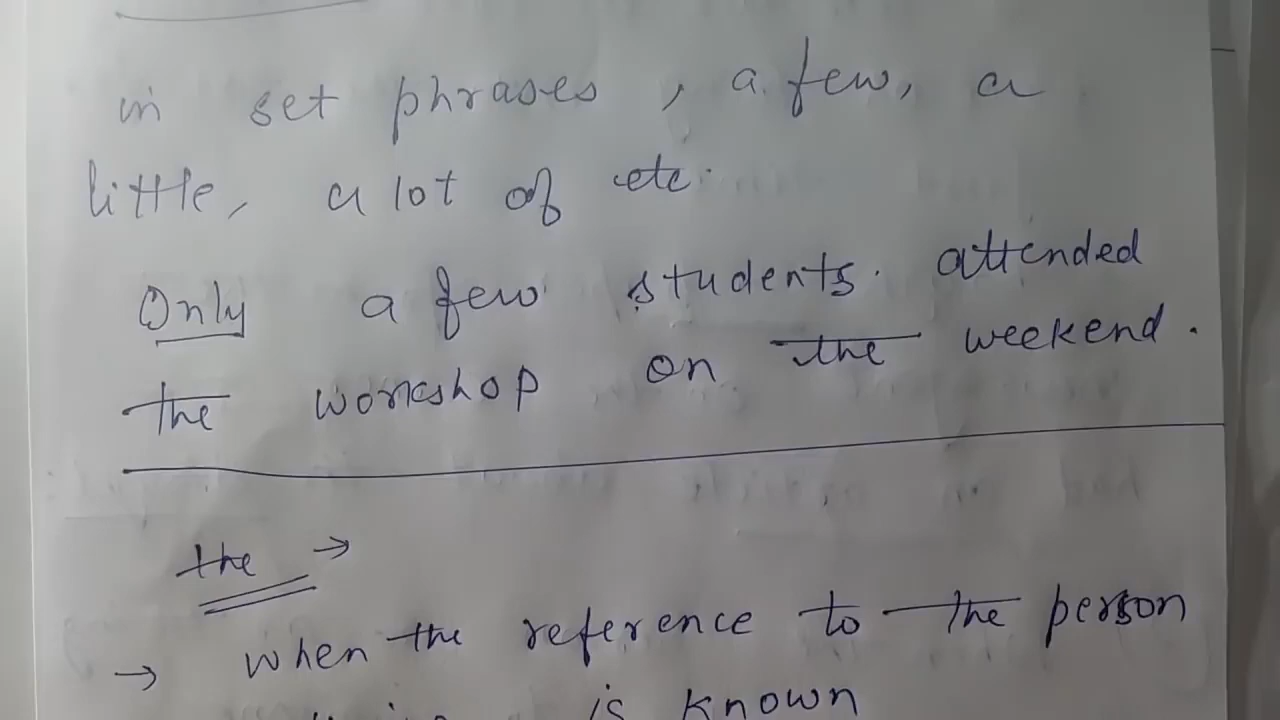 in set phrases, a few, a
little, a lot of etc.
Only a few students attended
the workshop on the weekend.
the →
→ when the reference to the person
is known